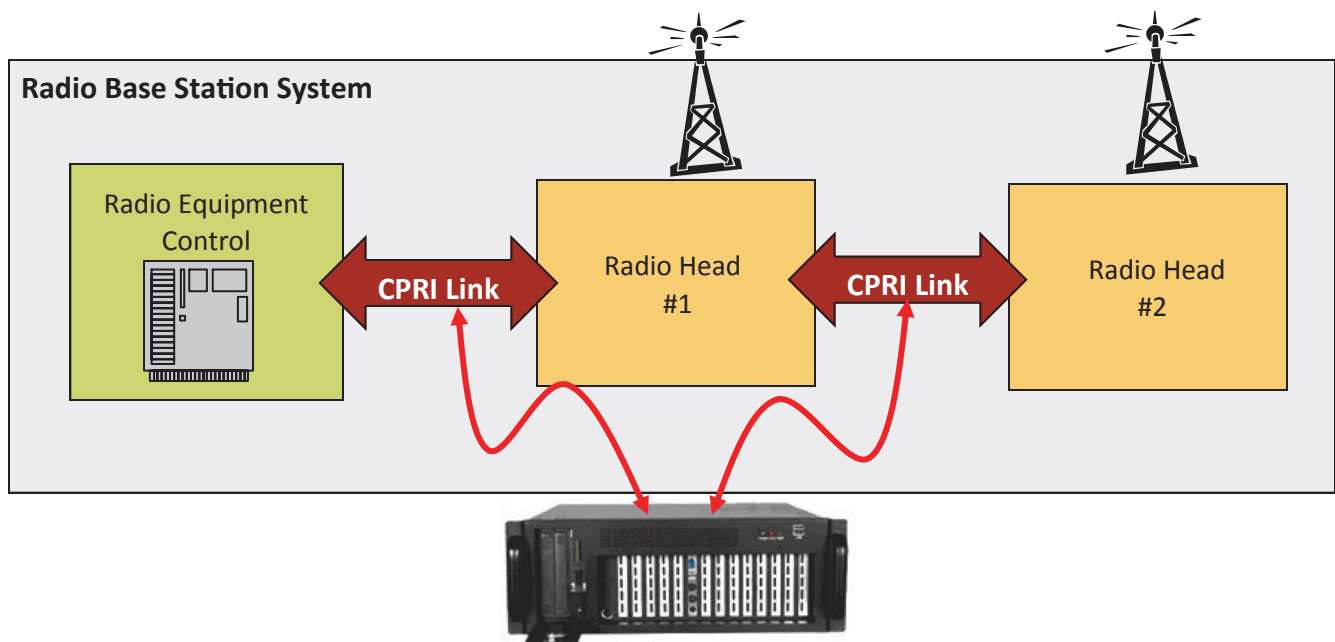 Radio Base Station System
Radio Equipment
Control
CPRI Link
Radio Head
#1
CPRI Link
Radio Head
#2